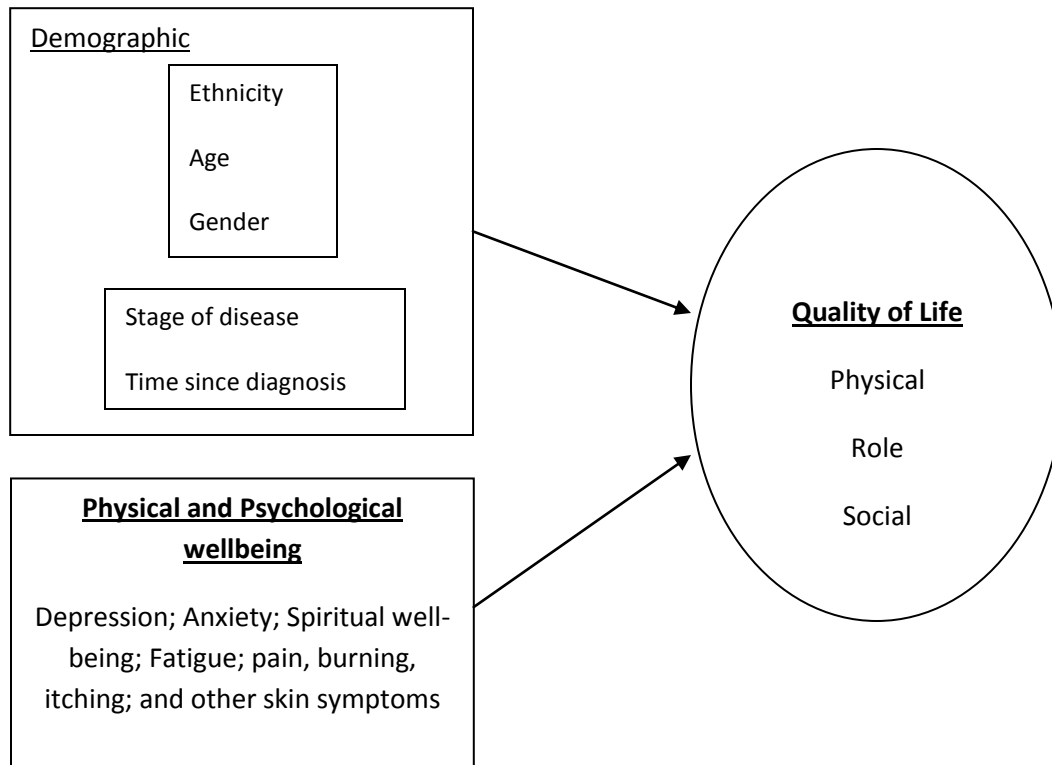 Demographic
Ethnicity
Age
Gender
Stage of disease
Time since diagnosis
Physical and Psychological
wellbeing
Depression; Anxiety; Spiritual well-
being; Fatigue; pain, burning,
itching; and other skin symptoms
Quality of Life
Physical
Role
Social